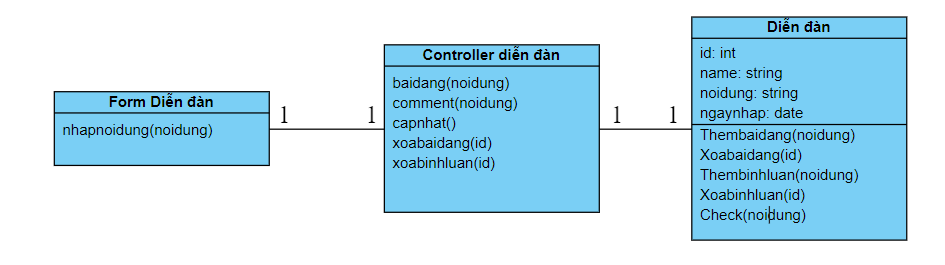 Form Diễn đàn
nhapnoidung(noidung)
1
1
Controller diễn đàn
baidang(noidung)
comment(noidung)
capnhat()
xoabaidang(id)
xoabinhluan(id)
1
1
Diễn đàn
id: int
name: string
noidung: string
ngaynhap: date
Thembaidang(noidung)
Xoabaidang(id)
Thembinhluan(noidung)
Xoabinhluan(id)
Check(noidung)